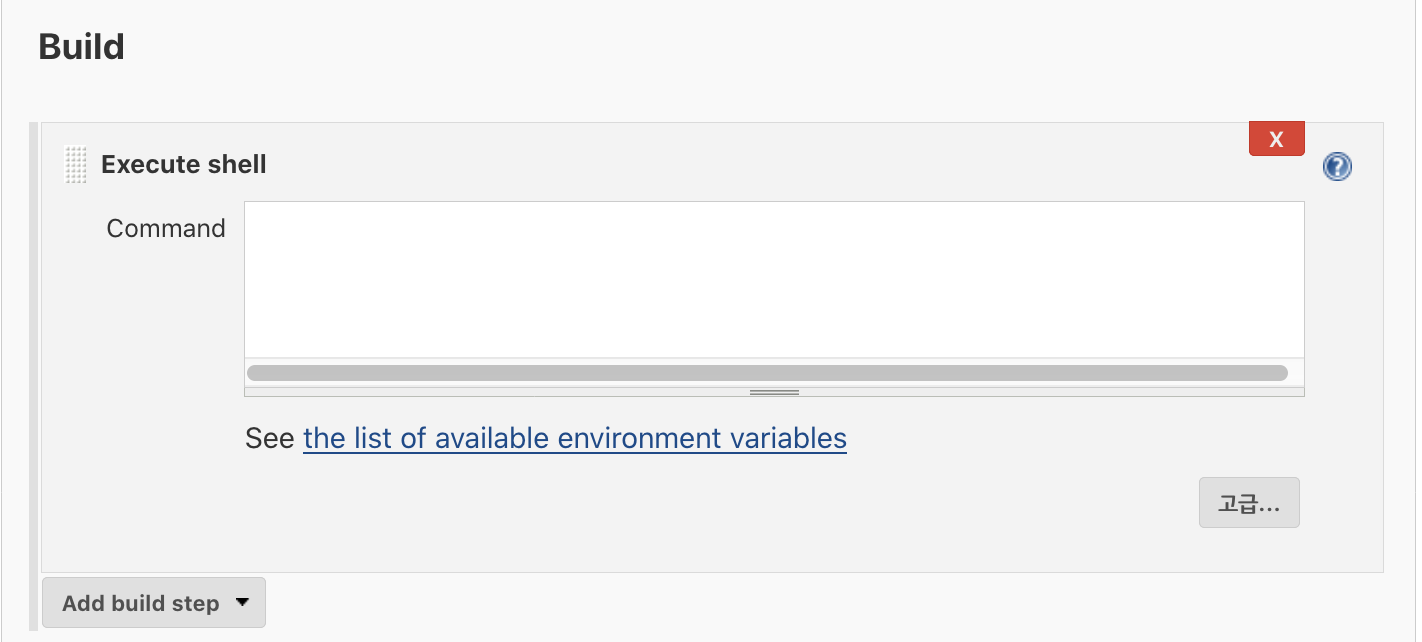 Build
X
Execute shell
?
Command
See the list of available environment variables
고급...
Add build step